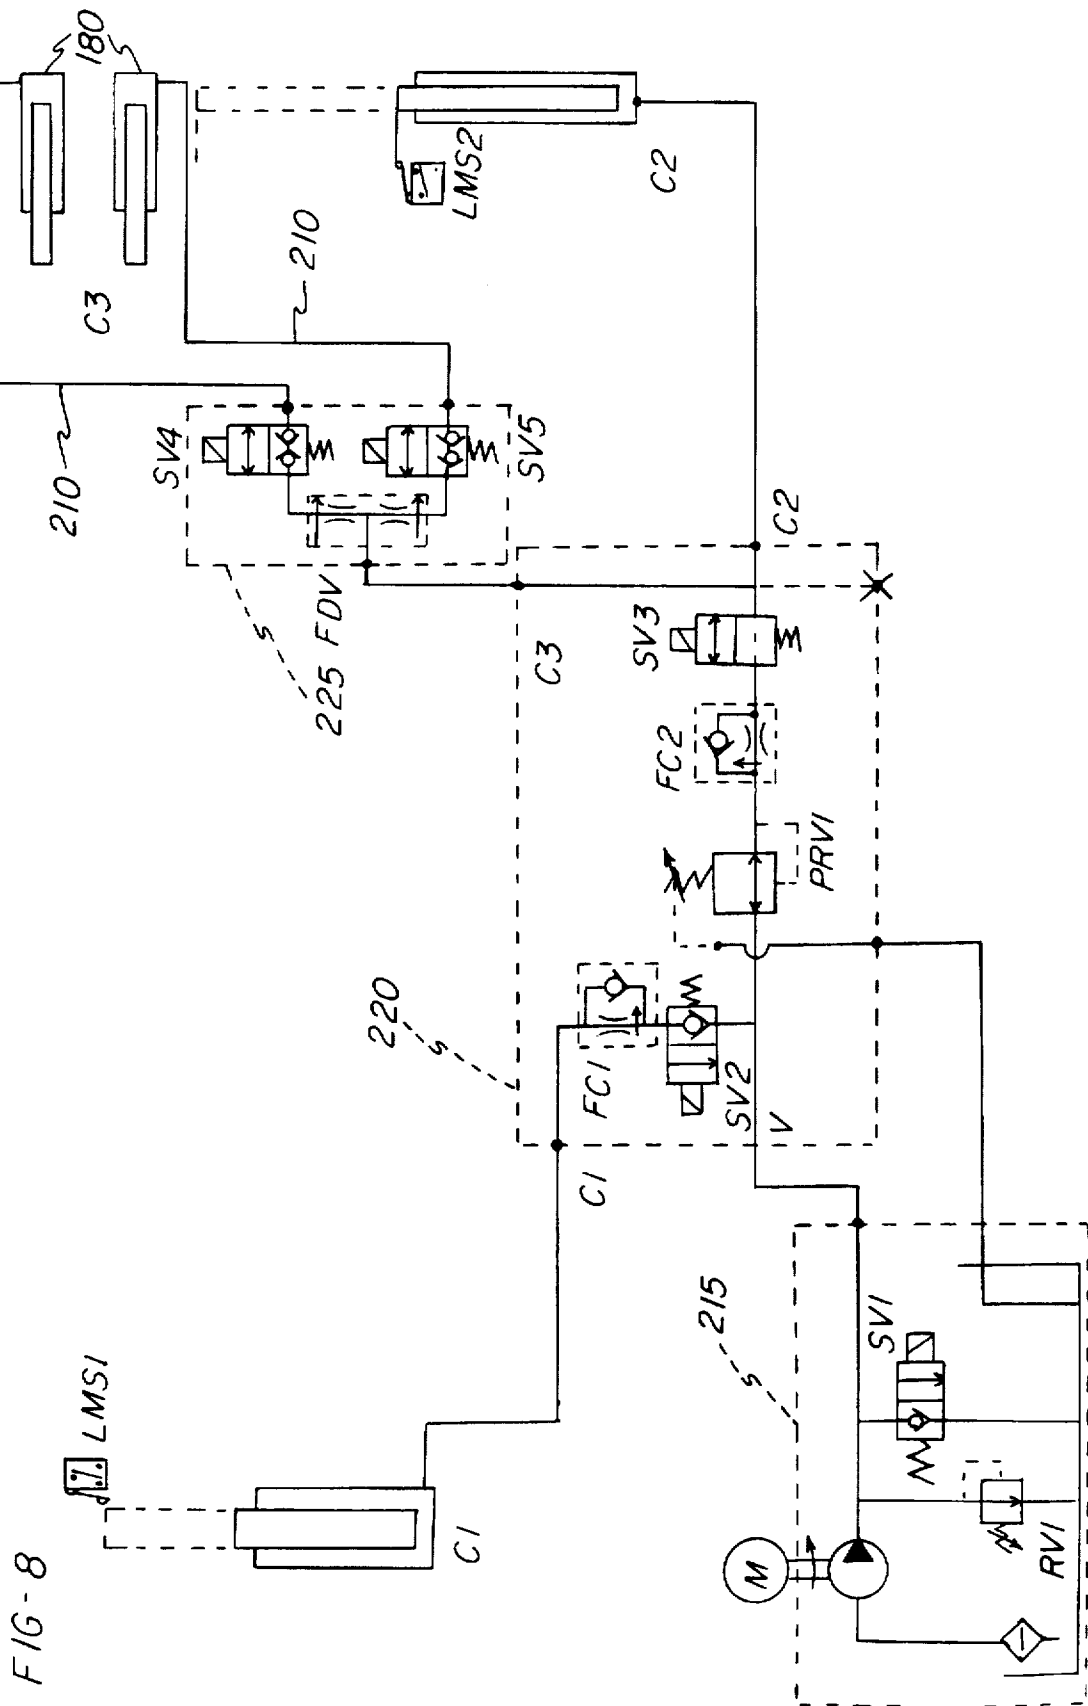 FIG-8
LMS1
C1
C1
220
FC1
SV2
V
215
SV1
RV1
M
PRV1
FC2
SV3
C3
C2
225
FDV
SV4
SV5
210
210
C3
180
LMS2
C2